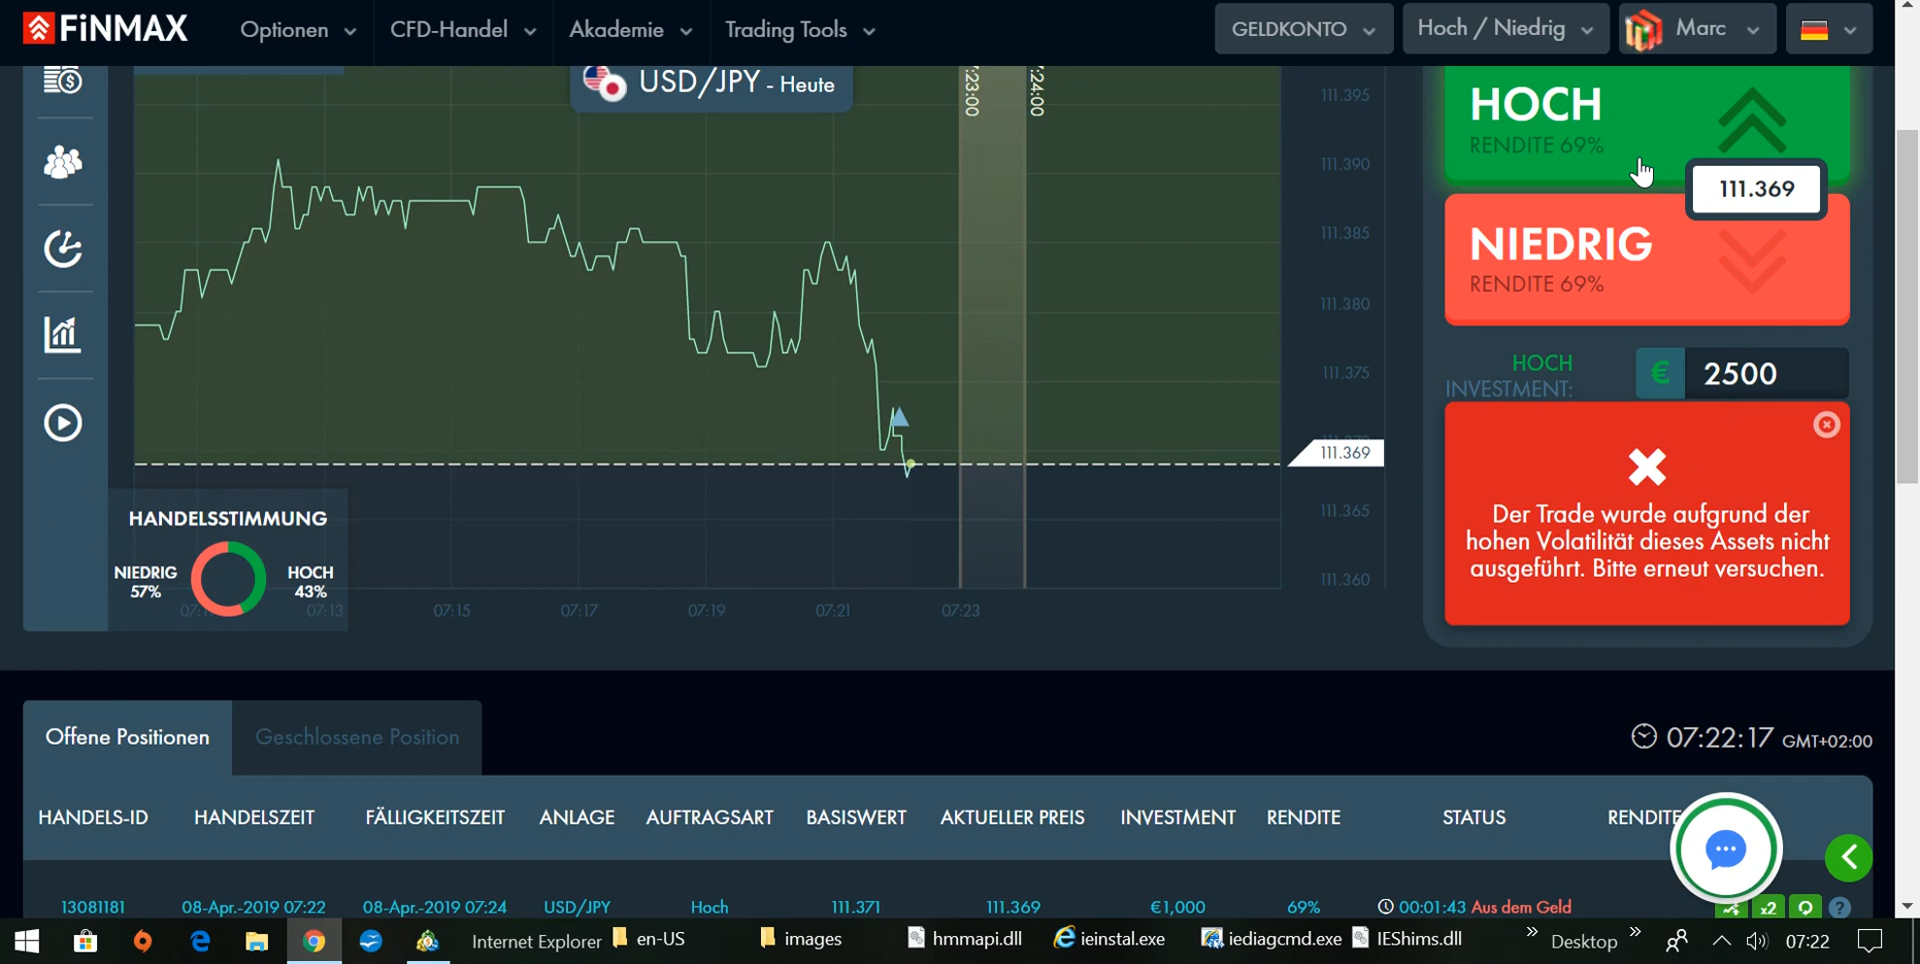 FiNMAX
Optionen
CFD-Handel
Akademie
Trading Tools
GELDKONTO
Hoch / Niedrig
Marc
USD/JPY - Heute
:23:00
:24:00
111.395
111.390
111.385
111.380
111.375
111.369
111.365
111.360
HOCH
RENDITE 69%
111.369
NIEDRIG
RENDITE 69%
HOCH
INVESTMENT:
€ 2500
Der Trade wurde aufgrund der
hohen Volatilität dieses Assets nicht
ausgeführt. Bitte erneut versuchen.
HANDELSSTIMMUNG
NIEDRIG
57%
HOCH
43%
07:13
07:15
07:17
07:19
07:21
07:23
Offene Positionen
Geschlossene Position
07:22:17 GMT+02:00
HANDELS-ID HANDELSZEIT FÄLLIGKEITSZEIT ANLAGE AUFTRAGSART BASISWERT AKTUELLER PREIS INVESTMENT RENDITE STATUS RENDITE
13081181 08-Apr.-2019 07:22 08-Apr.-2019 07:24 USD/JPY Hoch 111.371 111.369 €1,000 69% 00:01:43 Aus dem Geld x2 ?
Internet Explorer en-US images hmmapi.dll ieinstal.exe iediagcmd.exe IEShims.dll » Desktop » 07:22